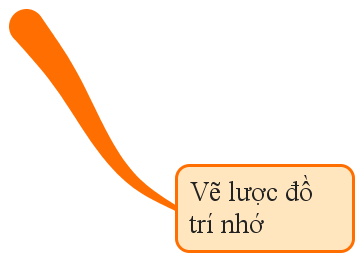 Vẽ lược đồ
trí nhớ